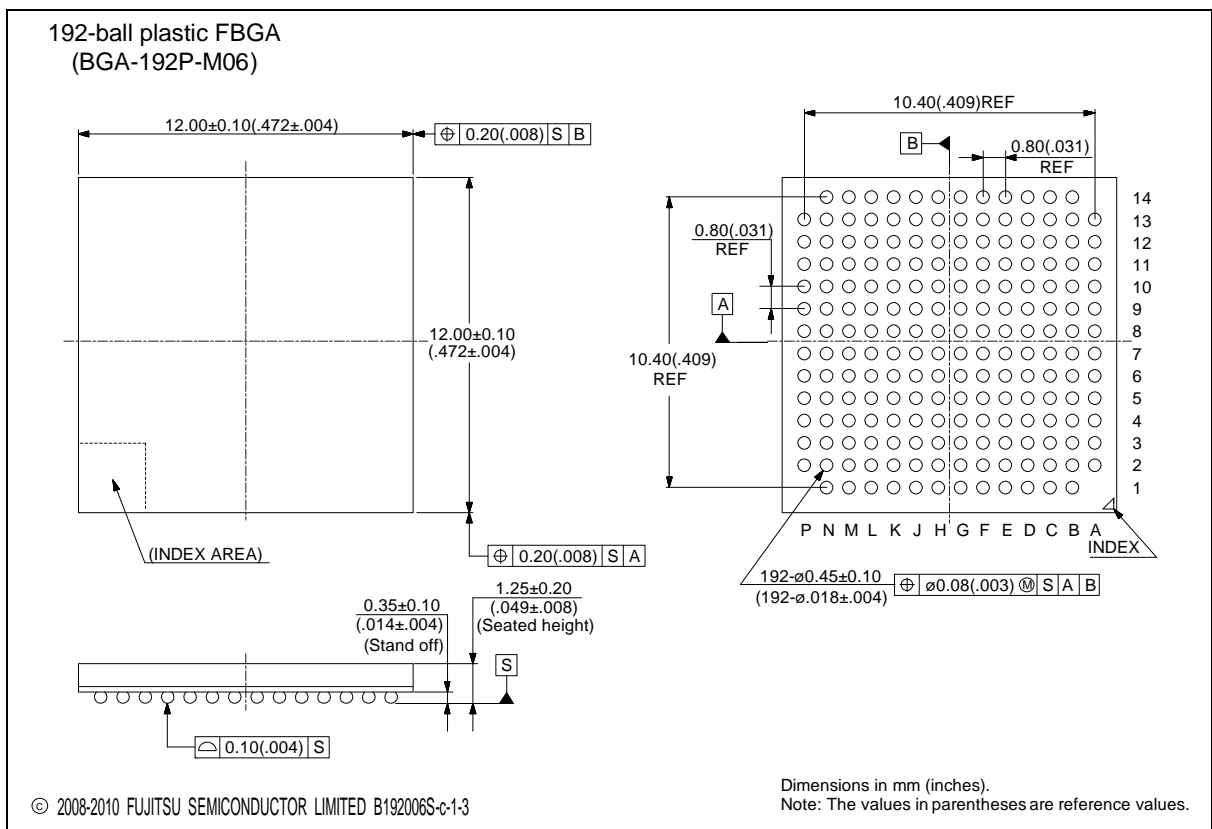 192-ball plastic FBGA
(BGA-192P-M06)
12.00±0.10(.472±.004)
⌖ 0.20(.008) S B
12.00±0.10
(.472±.004)
(INDEX AREA)
⌖ 0.20(.008) S A
10.40(.409)REF
B
0.80(.031)
REF
0.80(.031)
REF
A
10.40(.409)
REF
14
13
12
11
10
9
8
7
6
5
4
3
2
1
P N M L K J H G F E D C B A
INDEX
192-ø0.45±0.10
(192-ø.018±.004)
⌖ ø0.08(.003) Ⓜ S A B
0.35±0.10
(.014±.004)
(Stand off)
1.25±0.20
(.049±.008)
(Seated height)
S
⌓ 0.10(.004) S
© 2008-2010 FUJITSU SEMICONDUCTOR LIMITED B192006S-c-1-3
Dimensions in mm (inches).
Note: The values in parentheses are reference values.